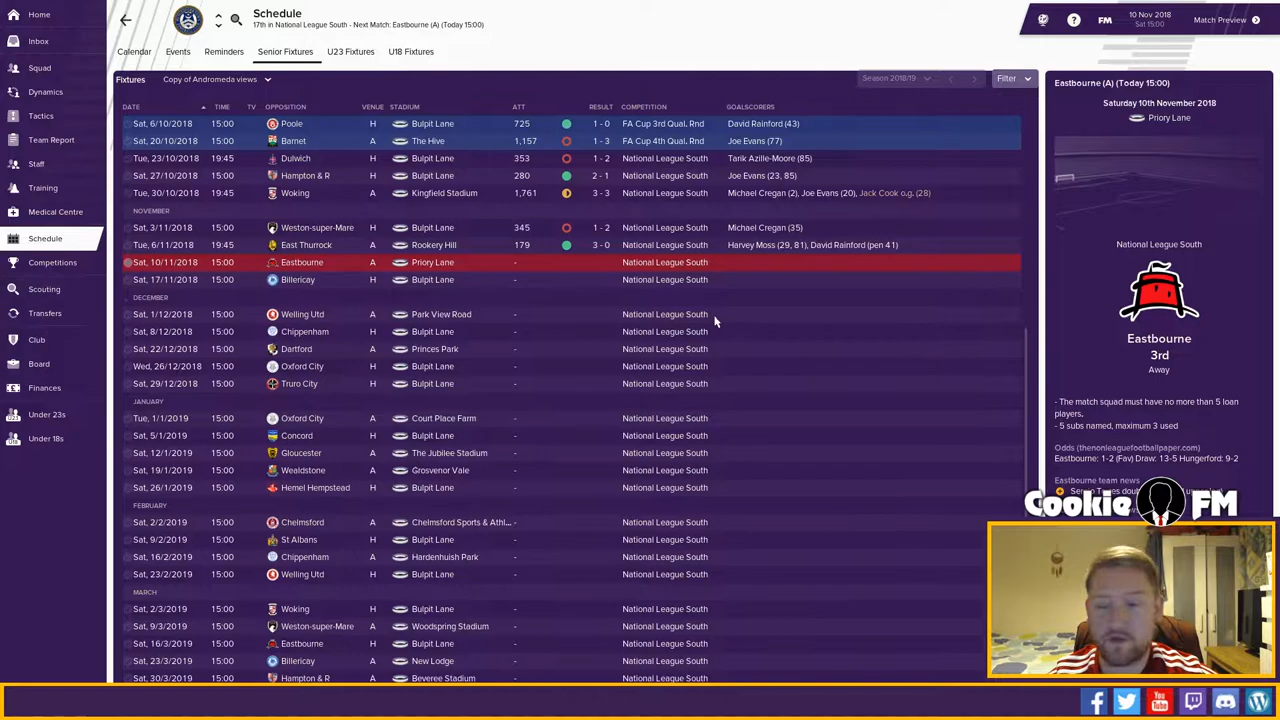 Home
Inbox
Squad
Dynamics
Tactics
Team Report
Staff
Training
Medical Centre
Schedule
Competitions
Scouting
Transfers
Club
Board
Finances
Under 23s
Under 18s
Schedule
17th in National League South - Next Match: Eastbourne (A) (Today 15:00)
? FM 10 Nov 2018 Match Preview
Sat 15:00
Calendar Events Reminders Senior Fixtures U23 Fixtures U18 Fixtures
Fixtures Copy of Andromeda views Season 2018/19 Filter
DATE TIME TV OPPOSITION VENUE STADIUM ATT RESULT COMPETITION GOALSCORERS
Sat, 6/10/2018 15:00 Poole H Bulpit Lane 725 1 - 0 FA Cup 3rd Qual. Rnd David Rainford (43)
Sat, 20/10/2018 15:00 Barnet A The Hive 1,157 1 - 3 FA Cup 4th Qual. Rnd Joe Evans (77)
Tue, 23/10/2018 19:45 Dulwich H Bulpit Lane 353 1 - 2 National League South Tarik Azille-Moore (85)
Sat, 27/10/2018 15:00 Hampton & R H Bulpit Lane 280 2 - 1 National League South Joe Evans (23, 85)
Tue, 30/10/2018 19:45 Woking A Kingfield Stadium 1,761 3 - 3 National League South Michael Cregan (2), Joe Evans (20), Jack Cook o.g. (28)
NOVEMBER
Sat, 3/11/2018 15:00 Weston-super-Mare H Bulpit Lane 345 1 - 2 National League South Michael Cregan (35)
Tue, 6/11/2018 19:45 East Thurrock A Rookery Hill 179 3 - 0 National League South Harvey Moss (29, 81), David Rainford (pen 41)
Sat, 10/11/2018 15:00 Eastbourne A Priory Lane - National League South
Sat, 17/11/2018 15:00 Billericay H Bulpit Lane - National League South
DECEMBER
Sat, 1/12/2018 15:00 Welling Utd A Park View Road - National League South
Sat, 8/12/2018 15:00 Chippenham H Bulpit Lane - National League South
Sat, 22/12/2018 15:00 Dartford A Princes Park - National League South
Wed, 26/12/2018 15:00 Oxford City H Bulpit Lane - National League South
Sat, 29/12/2018 15:00 Truro City H Bulpit Lane - National League South
JANUARY
Tue, 1/1/2019 15:00 Oxford City A Court Place Farm - National League South
Sat, 5/1/2019 15:00 Concord H Bulpit Lane - National League South
Sat, 12/1/2019 15:00 Gloucester A The Jubilee Stadium - National League South
Sat, 19/1/2019 15:00 Wealdstone A Grosvenor Vale - National League South
Sat, 26/1/2019 15:00 Hemel Hempstead H Bulpit Lane - National League South
FEBRUARY
Sat, 2/2/2019 15:00 Chelmsford A Chelmsford Sports & Athl... - National League South
Sat, 9/2/2019 15:00 St Albans H Bulpit Lane - National League South
Sat, 16/2/2019 15:00 Chippenham A Hardenhuish Park - National League South
Sat, 23/2/2019 15:00 Welling Utd H Bulpit Lane - National League South
MARCH
Sat, 2/3/2019 15:00 Woking H Bulpit Lane - National League South
Sat, 9/3/2019 15:00 Weston-super-Mare A Woodspring Stadium - National League South
Sat, 16/3/2019 15:00 Eastbourne H Bulpit Lane - National League South
Sat, 23/3/2019 15:00 Billericay A New Lodge - National League South
Sat, 30/3/2019 15:00 Hampton & R A Beveree Stadium - National League South
Eastbourne (A) (Today 15:00)
Saturday 10th November 2018
Priory Lane
National League South
Eastbourne
3rd
Away
- The match squad must have no more than 5 loan
players.
- 5 subs named, maximum 3 used
Odds (thenonleaguefootballpaper.com)
Eastbourne: 1-2 (Fav) Draw: 13-5 Hungerford: 9-2
Eastbourne team news
Cookie FM